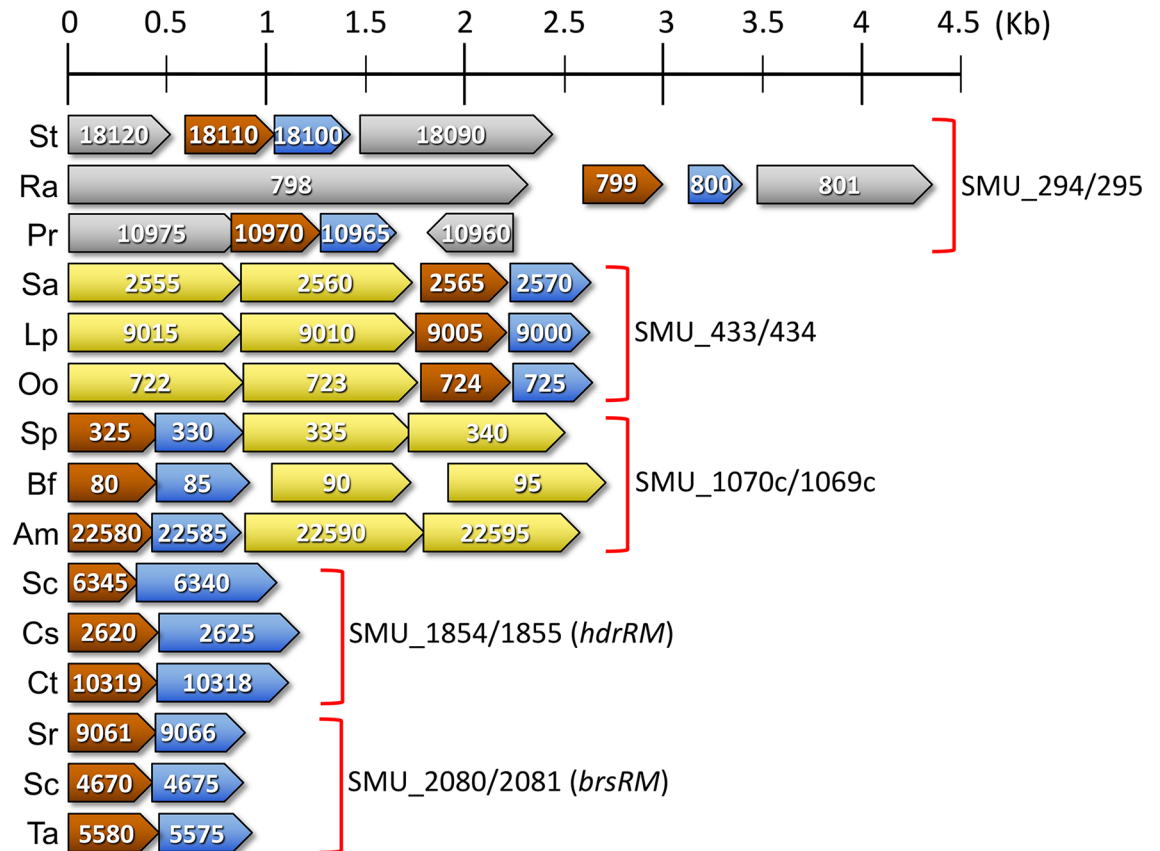 0 0.5 1 1.5 2 2.5 3 3.5 4 4.5 (Kb)
St 18120 18110 18100 18090
Ra 798 799 800 801 SMU_294/295
Pr 10975 10970 10965 10960
Sa 2555 2560 2565 2570
Lp 9015 9010 9005 9000 SMU_433/434
Oo 722 723 724 725
Sp 325 330 335 340
Bf 80 85 90 95 SMU_1070c/1069c
Am 22580 22585 22590 22595
Sc 6345 6340
Cs 2620 2625 SMU_1854/1855 (hdrRM)
Ct 10319 10318
Sr 9061 9066
Sc 4670 4675 SMU_2080/2081 (brsRM)
Ta 5580 5575